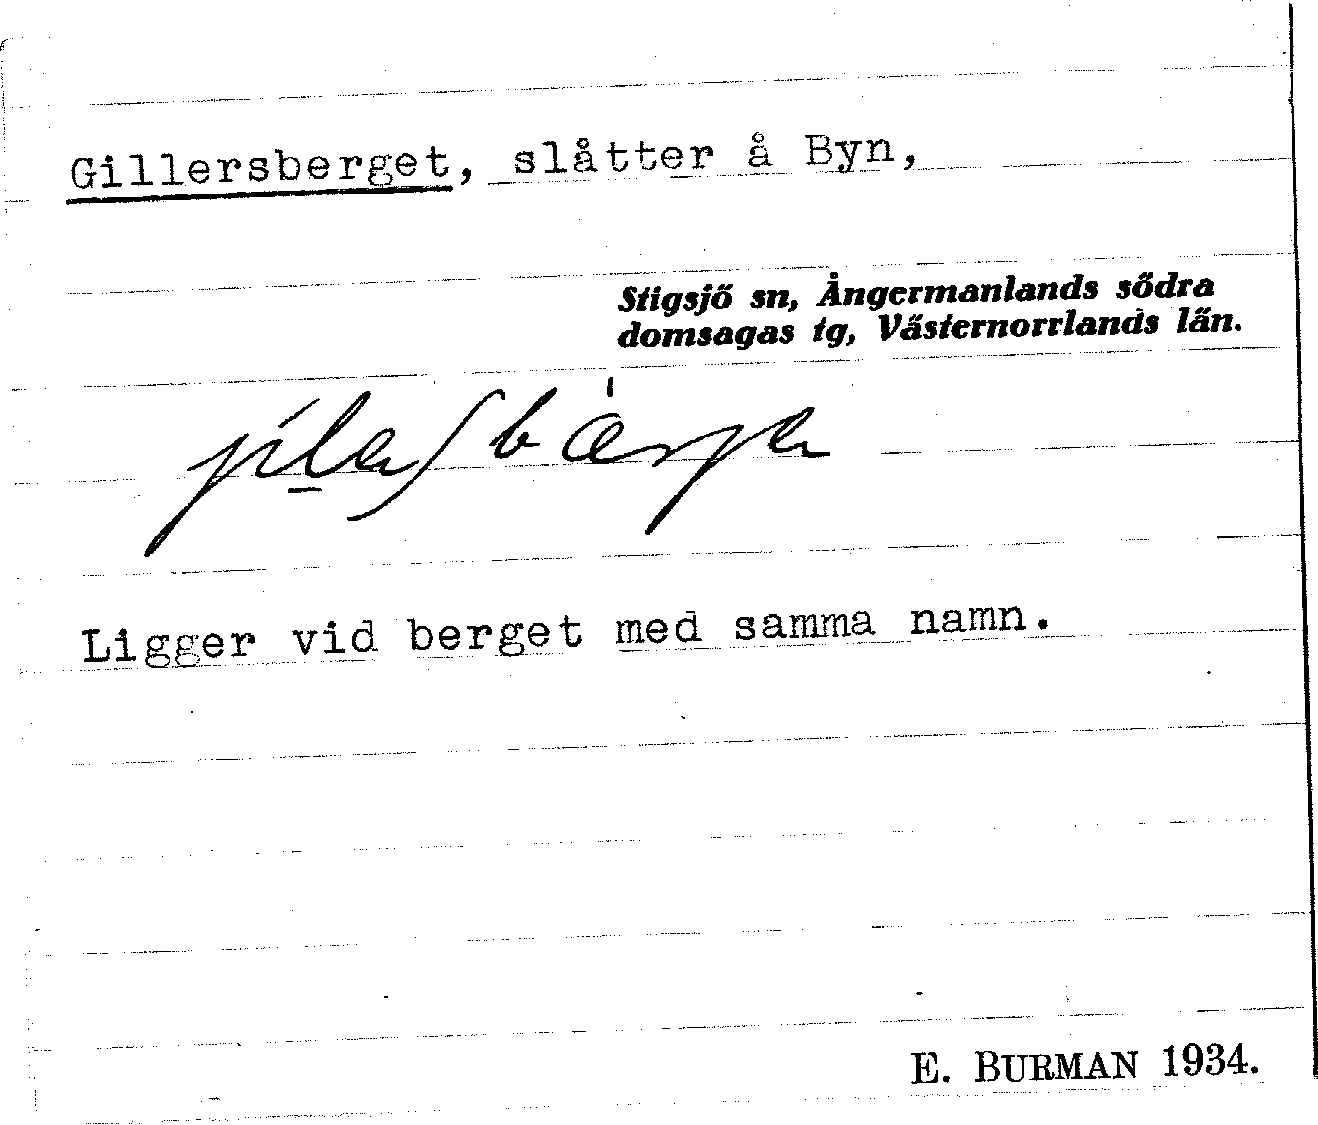 Gillersberget, slåtter å Byn,
Stigsjö sn, Ångermanlands södra
domsagas tg, Västernorrlands län.
Ligger vid berget med samma namn.
E. BURMAN 1934.